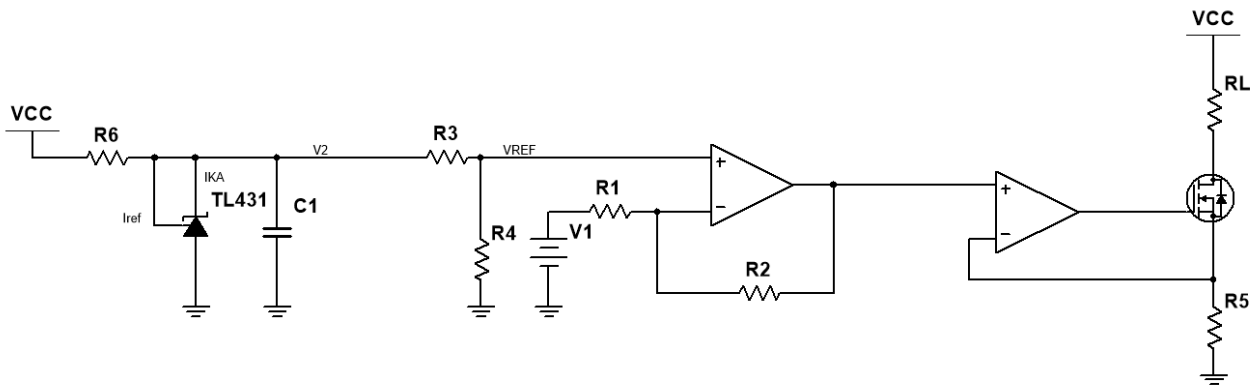 VCC
RL
VCC
R6
V2
R3
VREF
IKA
TL431
C1
Iref
R1
V1
R4
R2
R5
+
−
+
−